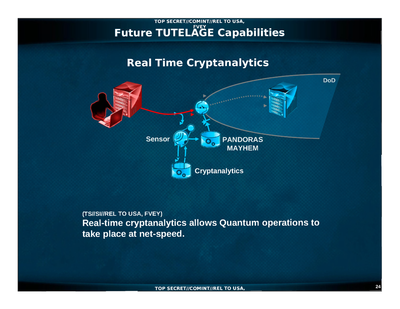 TOP SECRET//COMINT//REL TO USA,
FVEY
Future TUTELAGE Capabilities
Real Time Cryptanalytics
DoD
Sensor
PANDORAS
MAYHEM
Cryptanalytics
(TS//SI//REL TO USA, FVEY)
Real-time cryptanalytics allows Quantum operations to
take place at net-speed.
TOP SECRET//COMINT//REL TO USA,
24